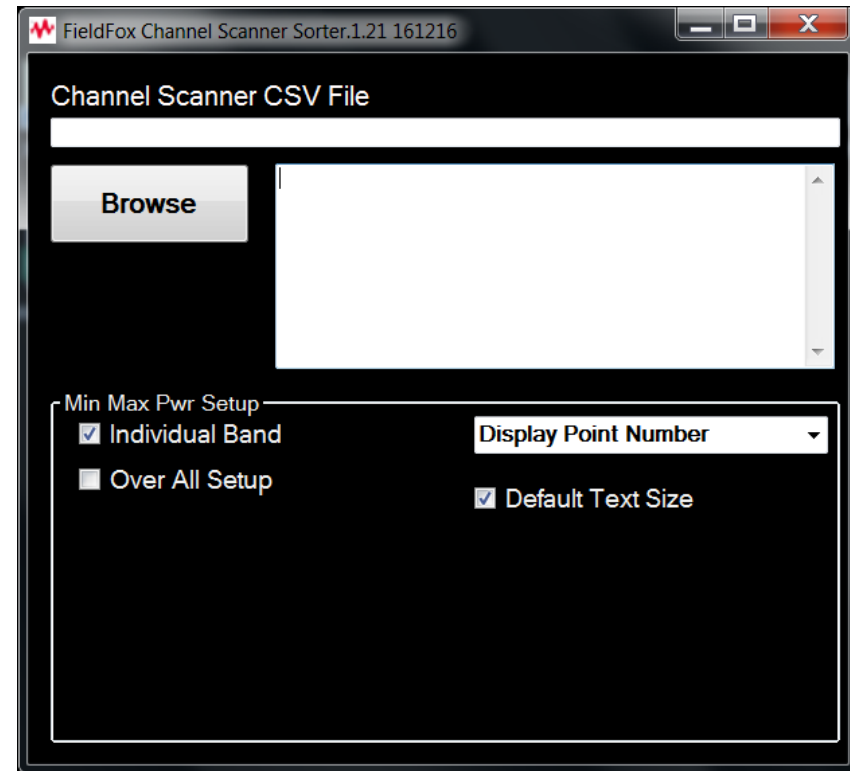 FieldFox Channel Scanner Sorter.1.21 161216
Channel Scanner CSV File
Browse
Min Max Pwr Setup
Individual Band
Display Point Number
Over All Setup
Default Text Size